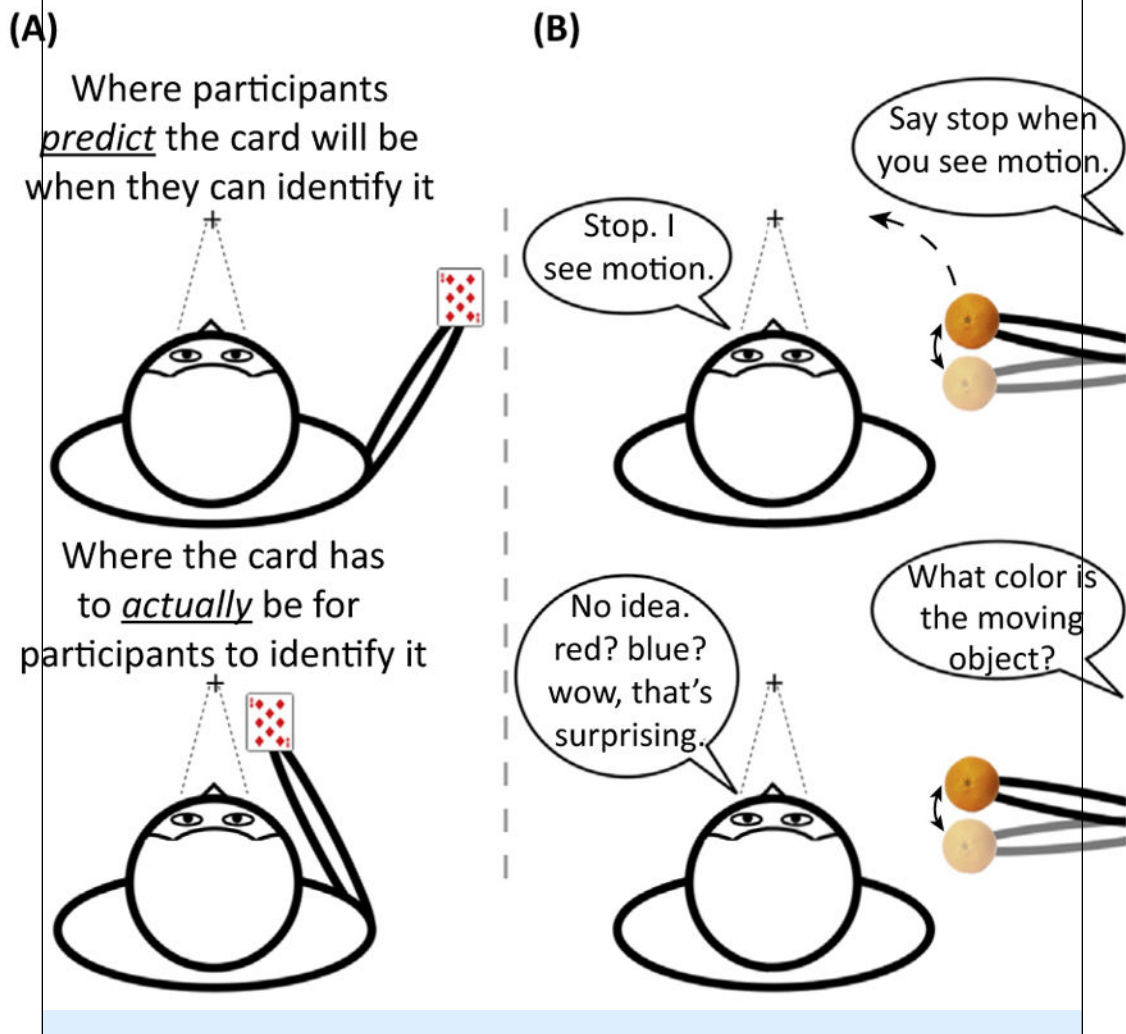 (A)
Where participants
predict the card will be
when they can identify it
Where the card has
to actually be for
participants to identify it
(B)
Say stop when
you see motion.
Stop. I
see motion.
What color is
the moving
object?
No idea.
red? blue?
wow, that's
surprising.